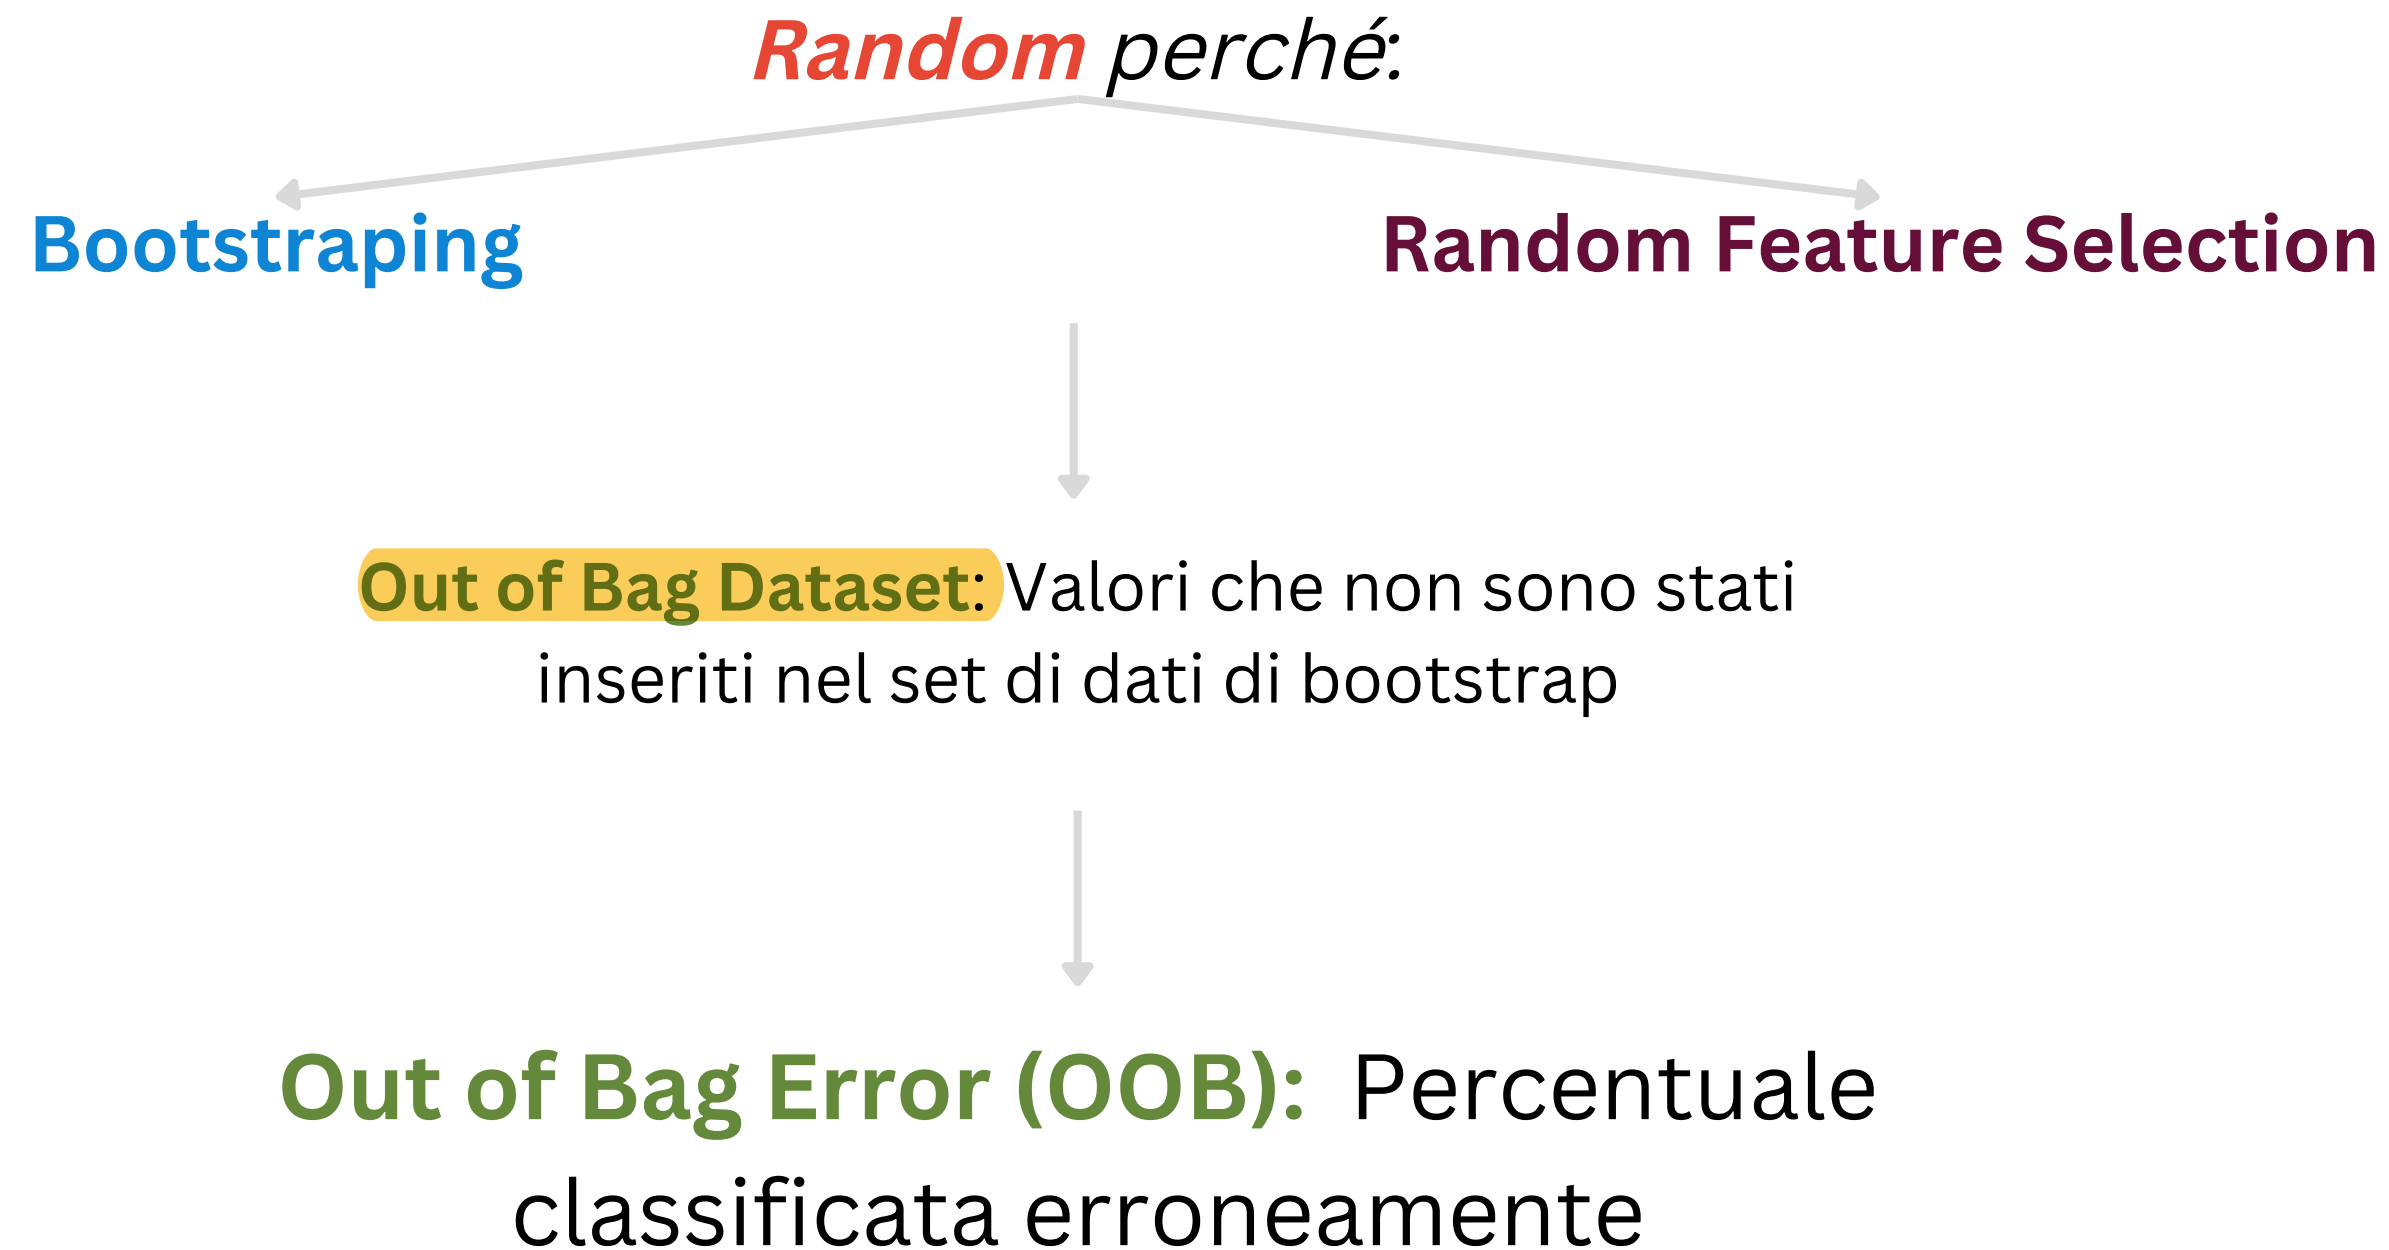 Random perché:
Bootstraping
Random Feature Selection
Out of Bag Dataset: Valori che non sono stati
inseriti nel set di dati di bootstrap
Out of Bag Error (OOB): Percentuale
classificata erroneamente